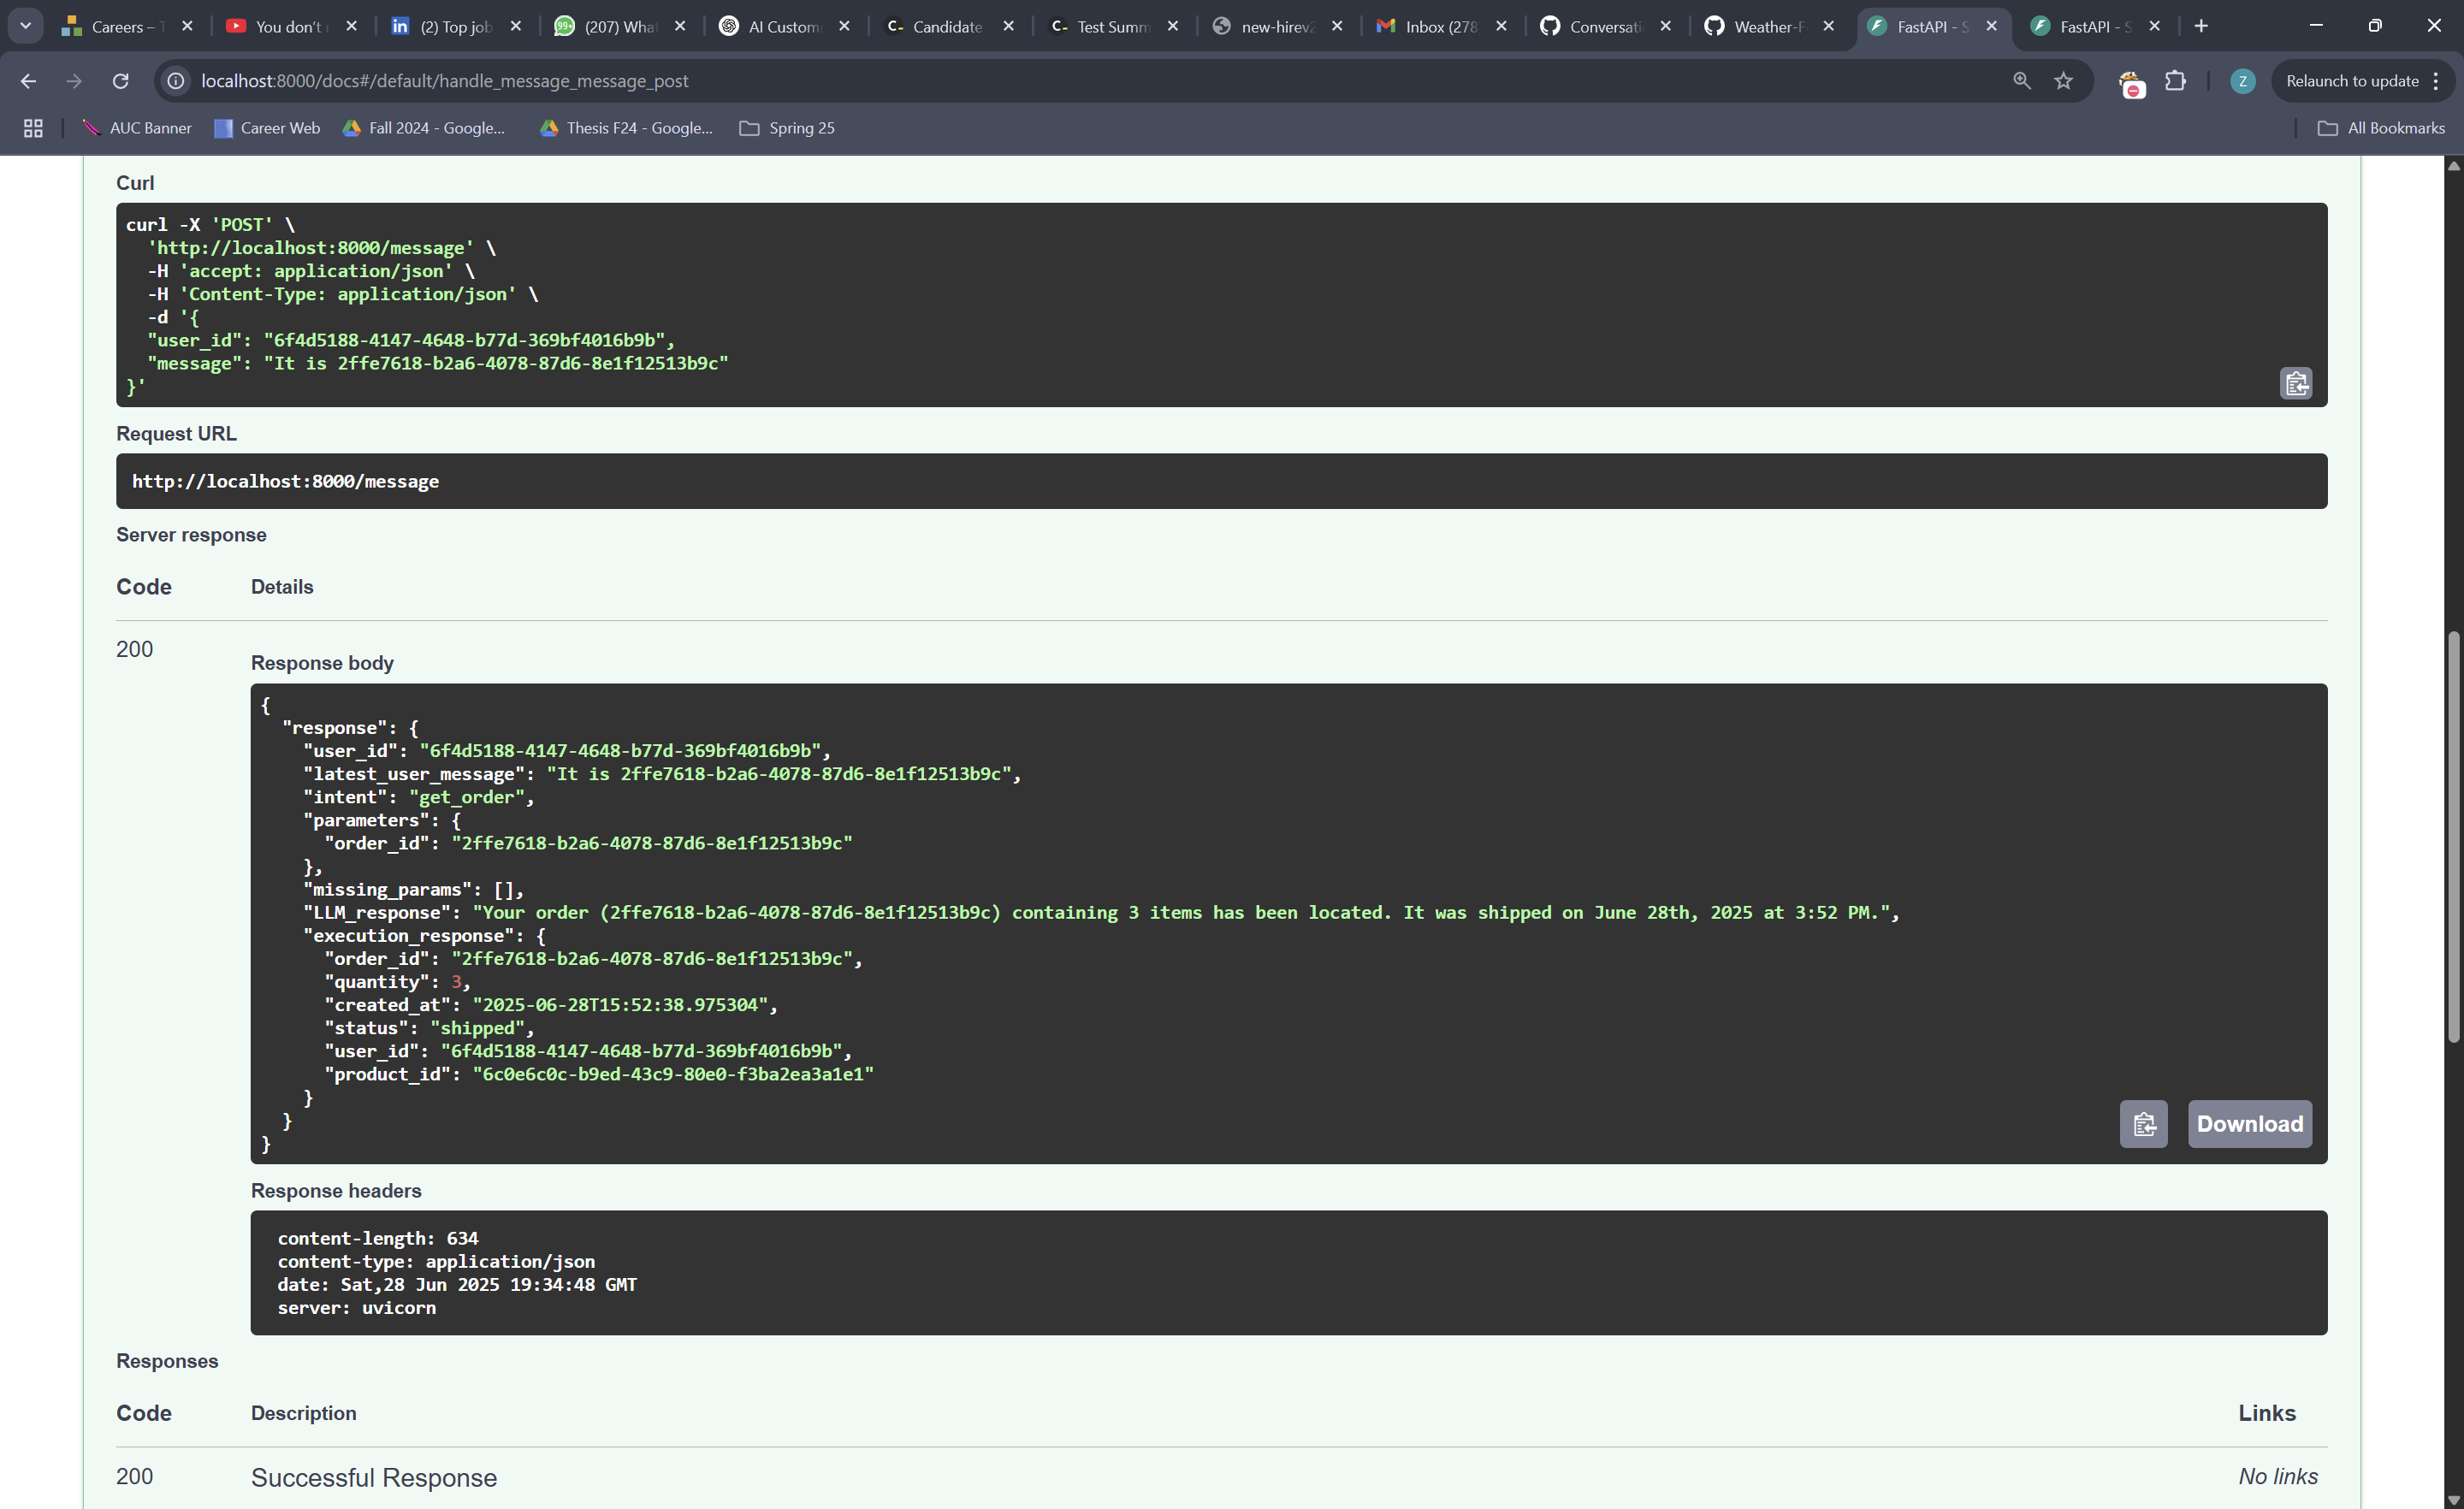 Careers – T
You don't r
(2) Top job
(207) What
AI Custom
Candidate
Test Summ
new-hirev2
Inbox (278
Conversati
Weather-F
FastAPI - S
FastAPI - S
localhost:8000/docs#/default/handle_message_message_post
Z
Relaunch to update
AUC Banner
Career Web
Fall 2024 - Google...
Thesis F24 - Google...
Spring 25
All Bookmarks
Curl
curl -X 'POST' \
'http://localhost:8000/message' \
-H 'accept: application/json' \
-H 'Content-Type: application/json' \
-d '{
"user_id": "6f4d5188-4147-4648-b77d-369bf4016b9b",
"message": "It is 2ffe7618-b2a6-4078-87d6-8e1f12513b9c"
}'
Request URL
http://localhost:8000/message
Server response
Code Details
200
Response body
{
"response": {
"user_id": "6f4d5188-4147-4648-b77d-369bf4016b9b",
"latest_user_message": "It is 2ffe7618-b2a6-4078-87d6-8e1f12513b9c",
"intent": "get_order",
"parameters": {
"order_id": "2ffe7618-b2a6-4078-87d6-8e1f12513b9c"
},
"missing_params": [],
"LLM_response": "Your order (2ffe7618-b2a6-4078-87d6-8e1f12513b9c) containing 3 items has been located. It was shipped on June 28th, 2025 at 3:52 PM.",
"execution_response": {
"order_id": "2ffe7618-b2a6-4078-87d6-8e1f12513b9c",
"quantity": 3,
"created_at": "2025-06-28T15:52:38.975304",
"status": "shipped",
"user_id": "6f4d5188-4147-4648-b77d-369bf4016b9b",
"product_id": "6c0e6c0c-b9ed-43c9-80e0-f3ba2ea3a1e1"
}
}
}
Download
Response headers
content-length: 634
content-type: application/json
date: Sat,28 Jun 2025 19:34:48 GMT
server: uvicorn
Responses
Code Description Links
200 Successful Response No links